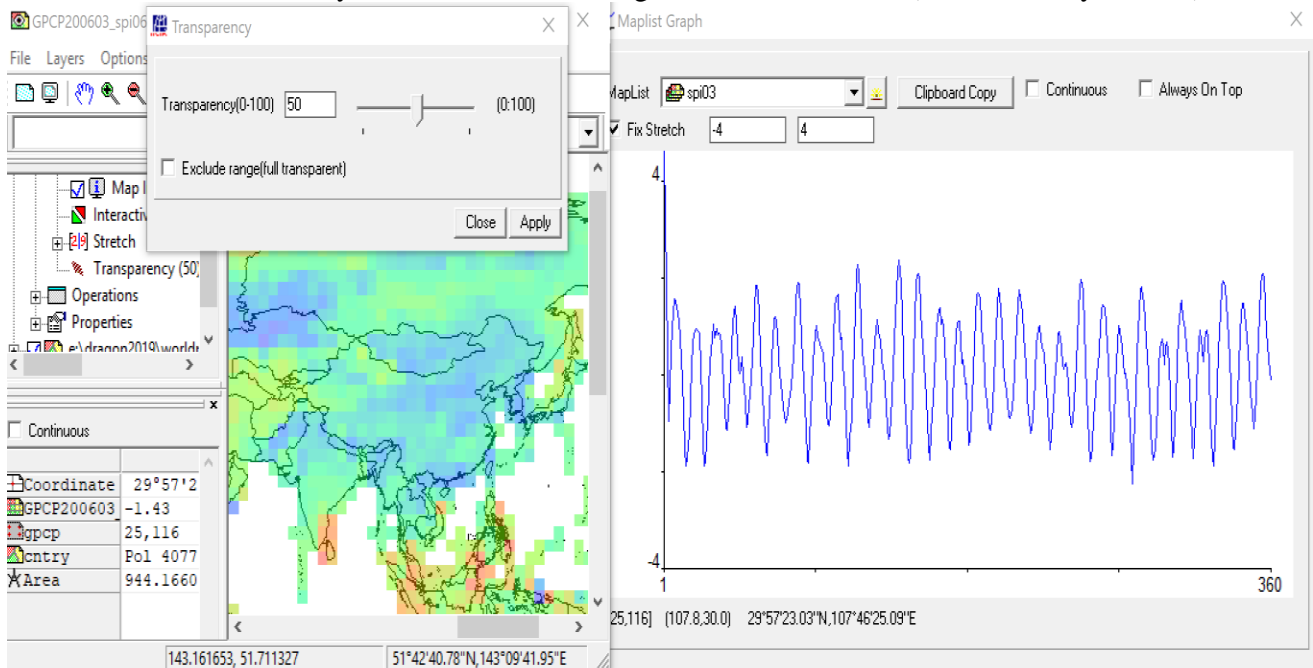 GPCP200603_spi06
Transparency
X
File Layers Options
Transparency(0-100) 50 (0:100)
Exclude range(full transparent)
Close Apply
Map
Stretch
Transparency (50)
Operations
Properties
e:\dragon2019\world
Continuous
Coordinate 29°57'2
GPCP200603_ -1.43
gpcp 25,116
cntry Pol 4077
Area 944.1660
143.161653, 51.711327 51°42'40.78"N,143°09'41.95"E
X
Maplist Graph X
MapList spi03 Clipboard Copy Continuous Always On Top
Fix Stretch -4 4
4
-4
1 360
25,116] (107.8,30.0) 29°57'23.03"N,107°46'25.09"E